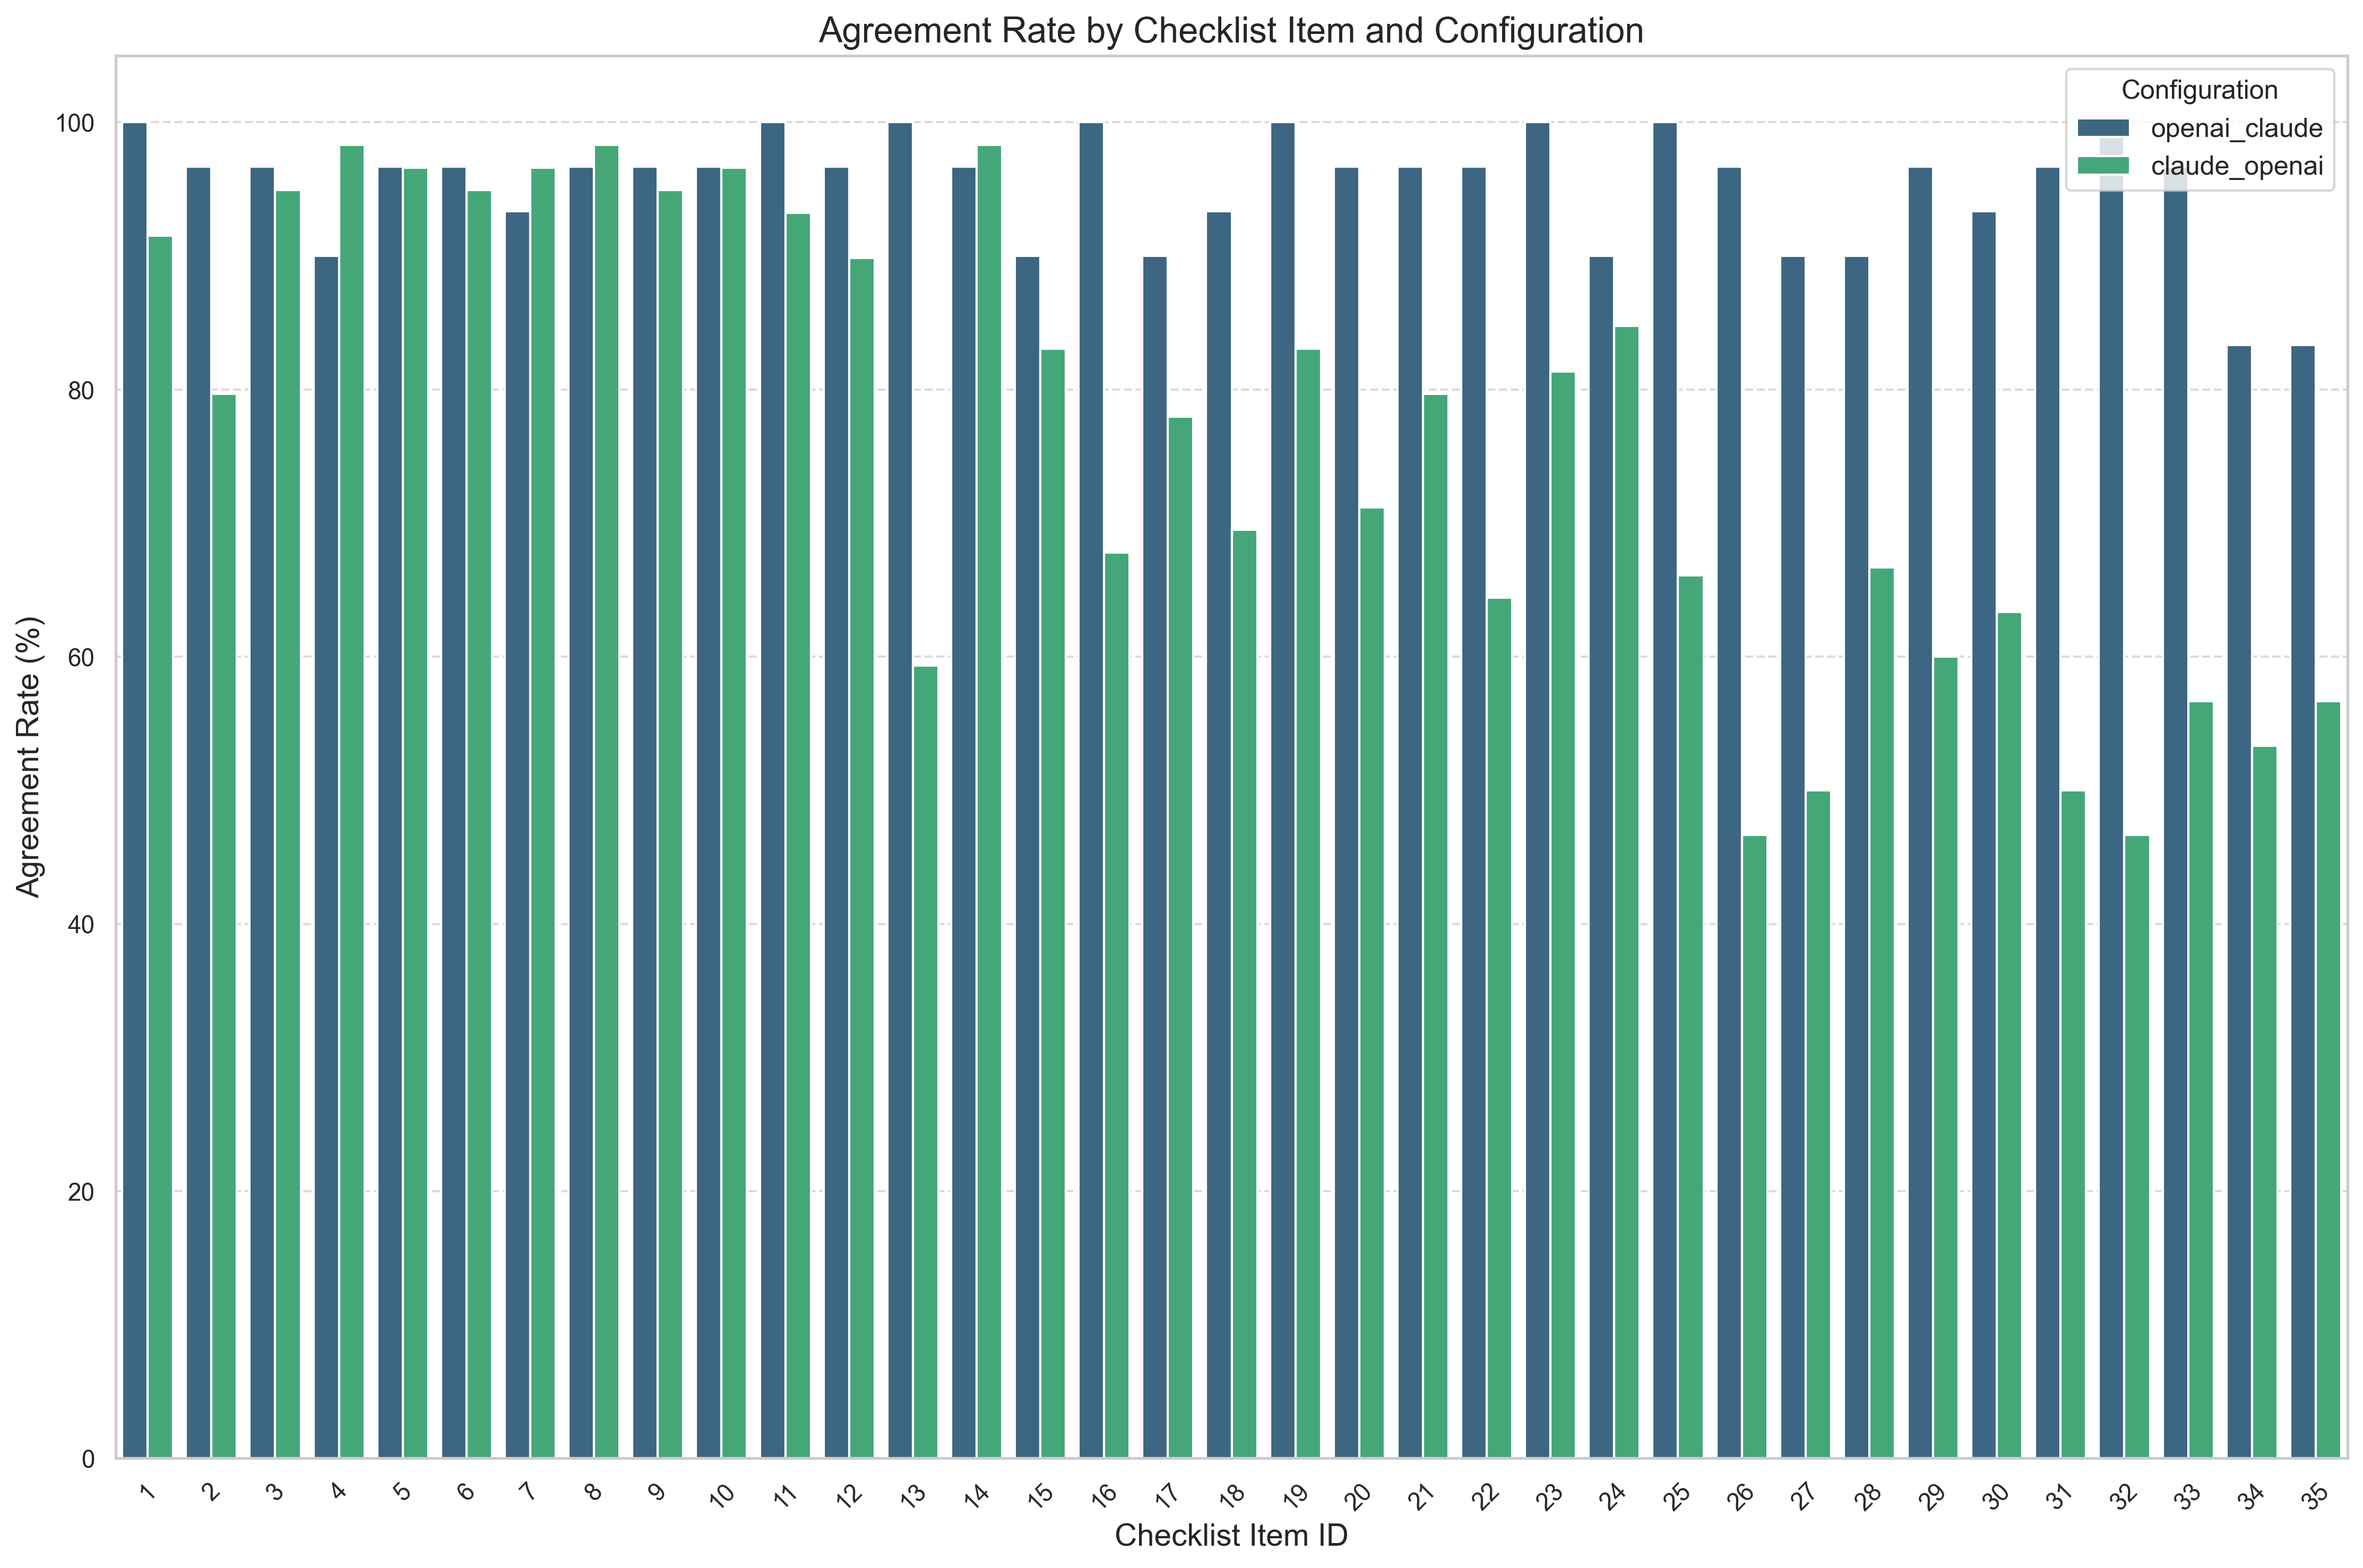 Agreement Rate by Checklist Item and Configuration
Configuration
openai_claude
claude_openai
Agreement Rate (%)
100
80
60
40
20
0
1 2 3 4 5 6 7 8 9 10 11 12 13 14 15 16 17 18 19 20 21 22 23 24 25 26 27 28 29 30 31 32 33 34 35
Checklist Item ID